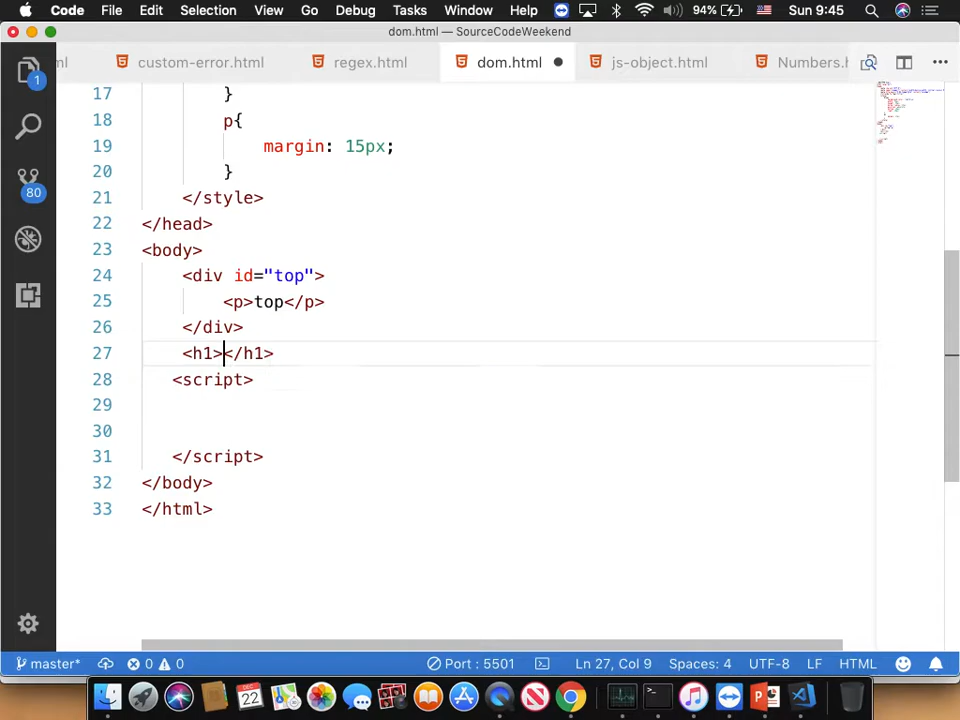 Code File Edit Selection View Debug Tasks Window Help 94% Sun 9:45
dom.html — SourceCodeWeekend
custom-error.html regex.html dom.html js-object.html Numbers.h
1
80
17 }
18 p{
19 margin: 15px;
20 }
21 </style>
22 </head>
23 <body>
24 <div id="top">
25 <p>top</p>
26 </div>
27 <h1></h1>
28 <script>
29
30
31 </script>
32 </body>
33 </html>
master* 0 0 Port : 5501 Ln 27, Col 9 Spaces: 4 UTF-8 LF HTML
22